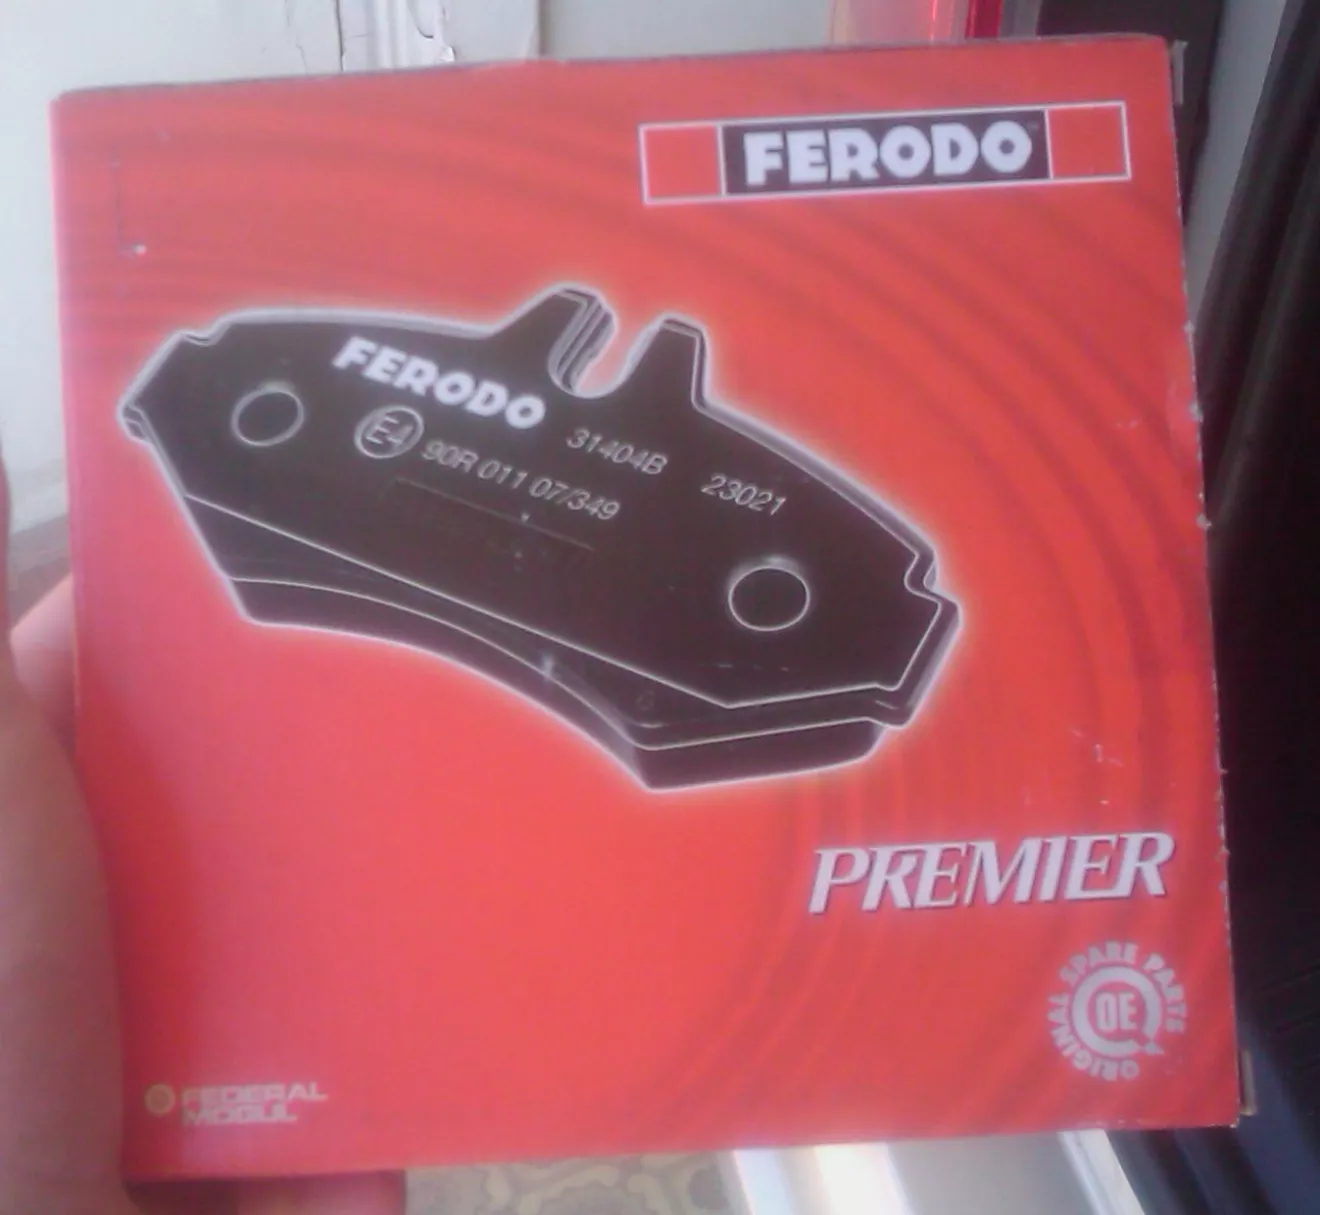 FERODO
FERODO
E4 90R 011 07/349
31404B 23021
PREMIER
ORIGINAL SPARE PARTS
OE
FEDERAL
MOGUL